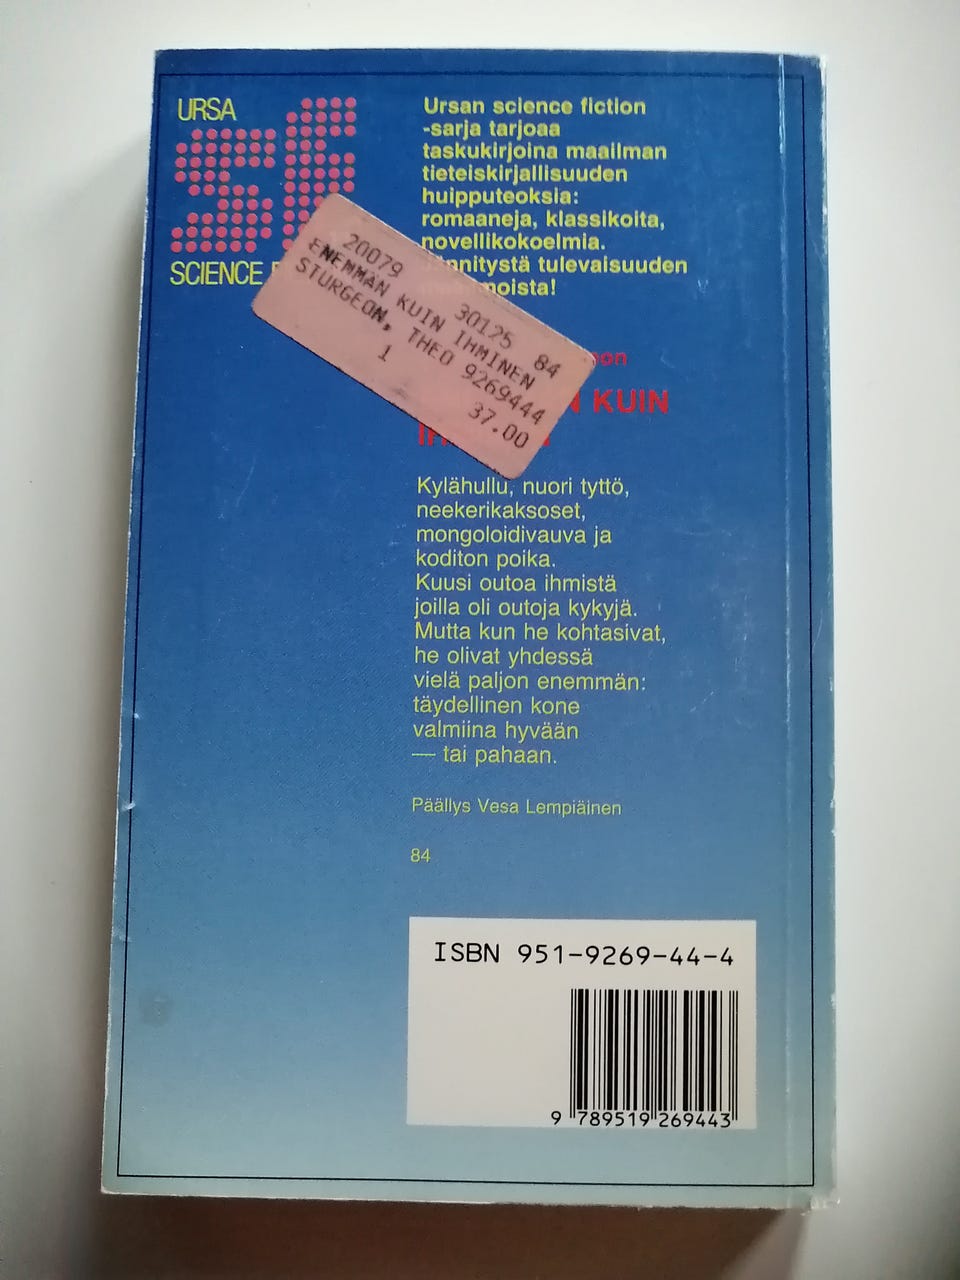 URSA
SCIENCE
Ursan science fiction
-sarja tarjoaa
taskukirjoina maailman
tieteiskirjallisuuden
huipputeoksia:
romaaneja, klassikoita,
novellikokoelmia.
tulevaisuuden
20079 30125 84
ENEMMÄN KUIN IHMINEN
STURGEON, THEO 9269444
1 37.00
KUIN
Kylähullu, nuori tyttö,
neekerikaksoset,
mongoloidivauva ja
koditon poika.
Kuusi outoa ihmistä
joilla oli outoja kykyjä.
Mutta kun he kohtasivat,
he olivat yhdessä
vielä paljon enemmän:
täydellinen kone
valmiina hyvään
— tai pahaan.
Päällys Vesa Lempiäinen
84
ISBN 951-9269-44-4
9 789519 269443